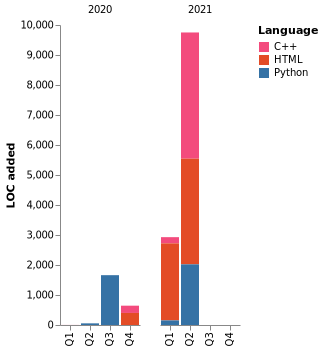 2020
2021
Language
C++
HTML
Python
LOC added
10,000
9,000
8,000
7,000
6,000
5,000
4,000
3,000
2,000
1,000
0
Q1
Q2
Q3
Q4
Q1
Q2
Q3
Q4